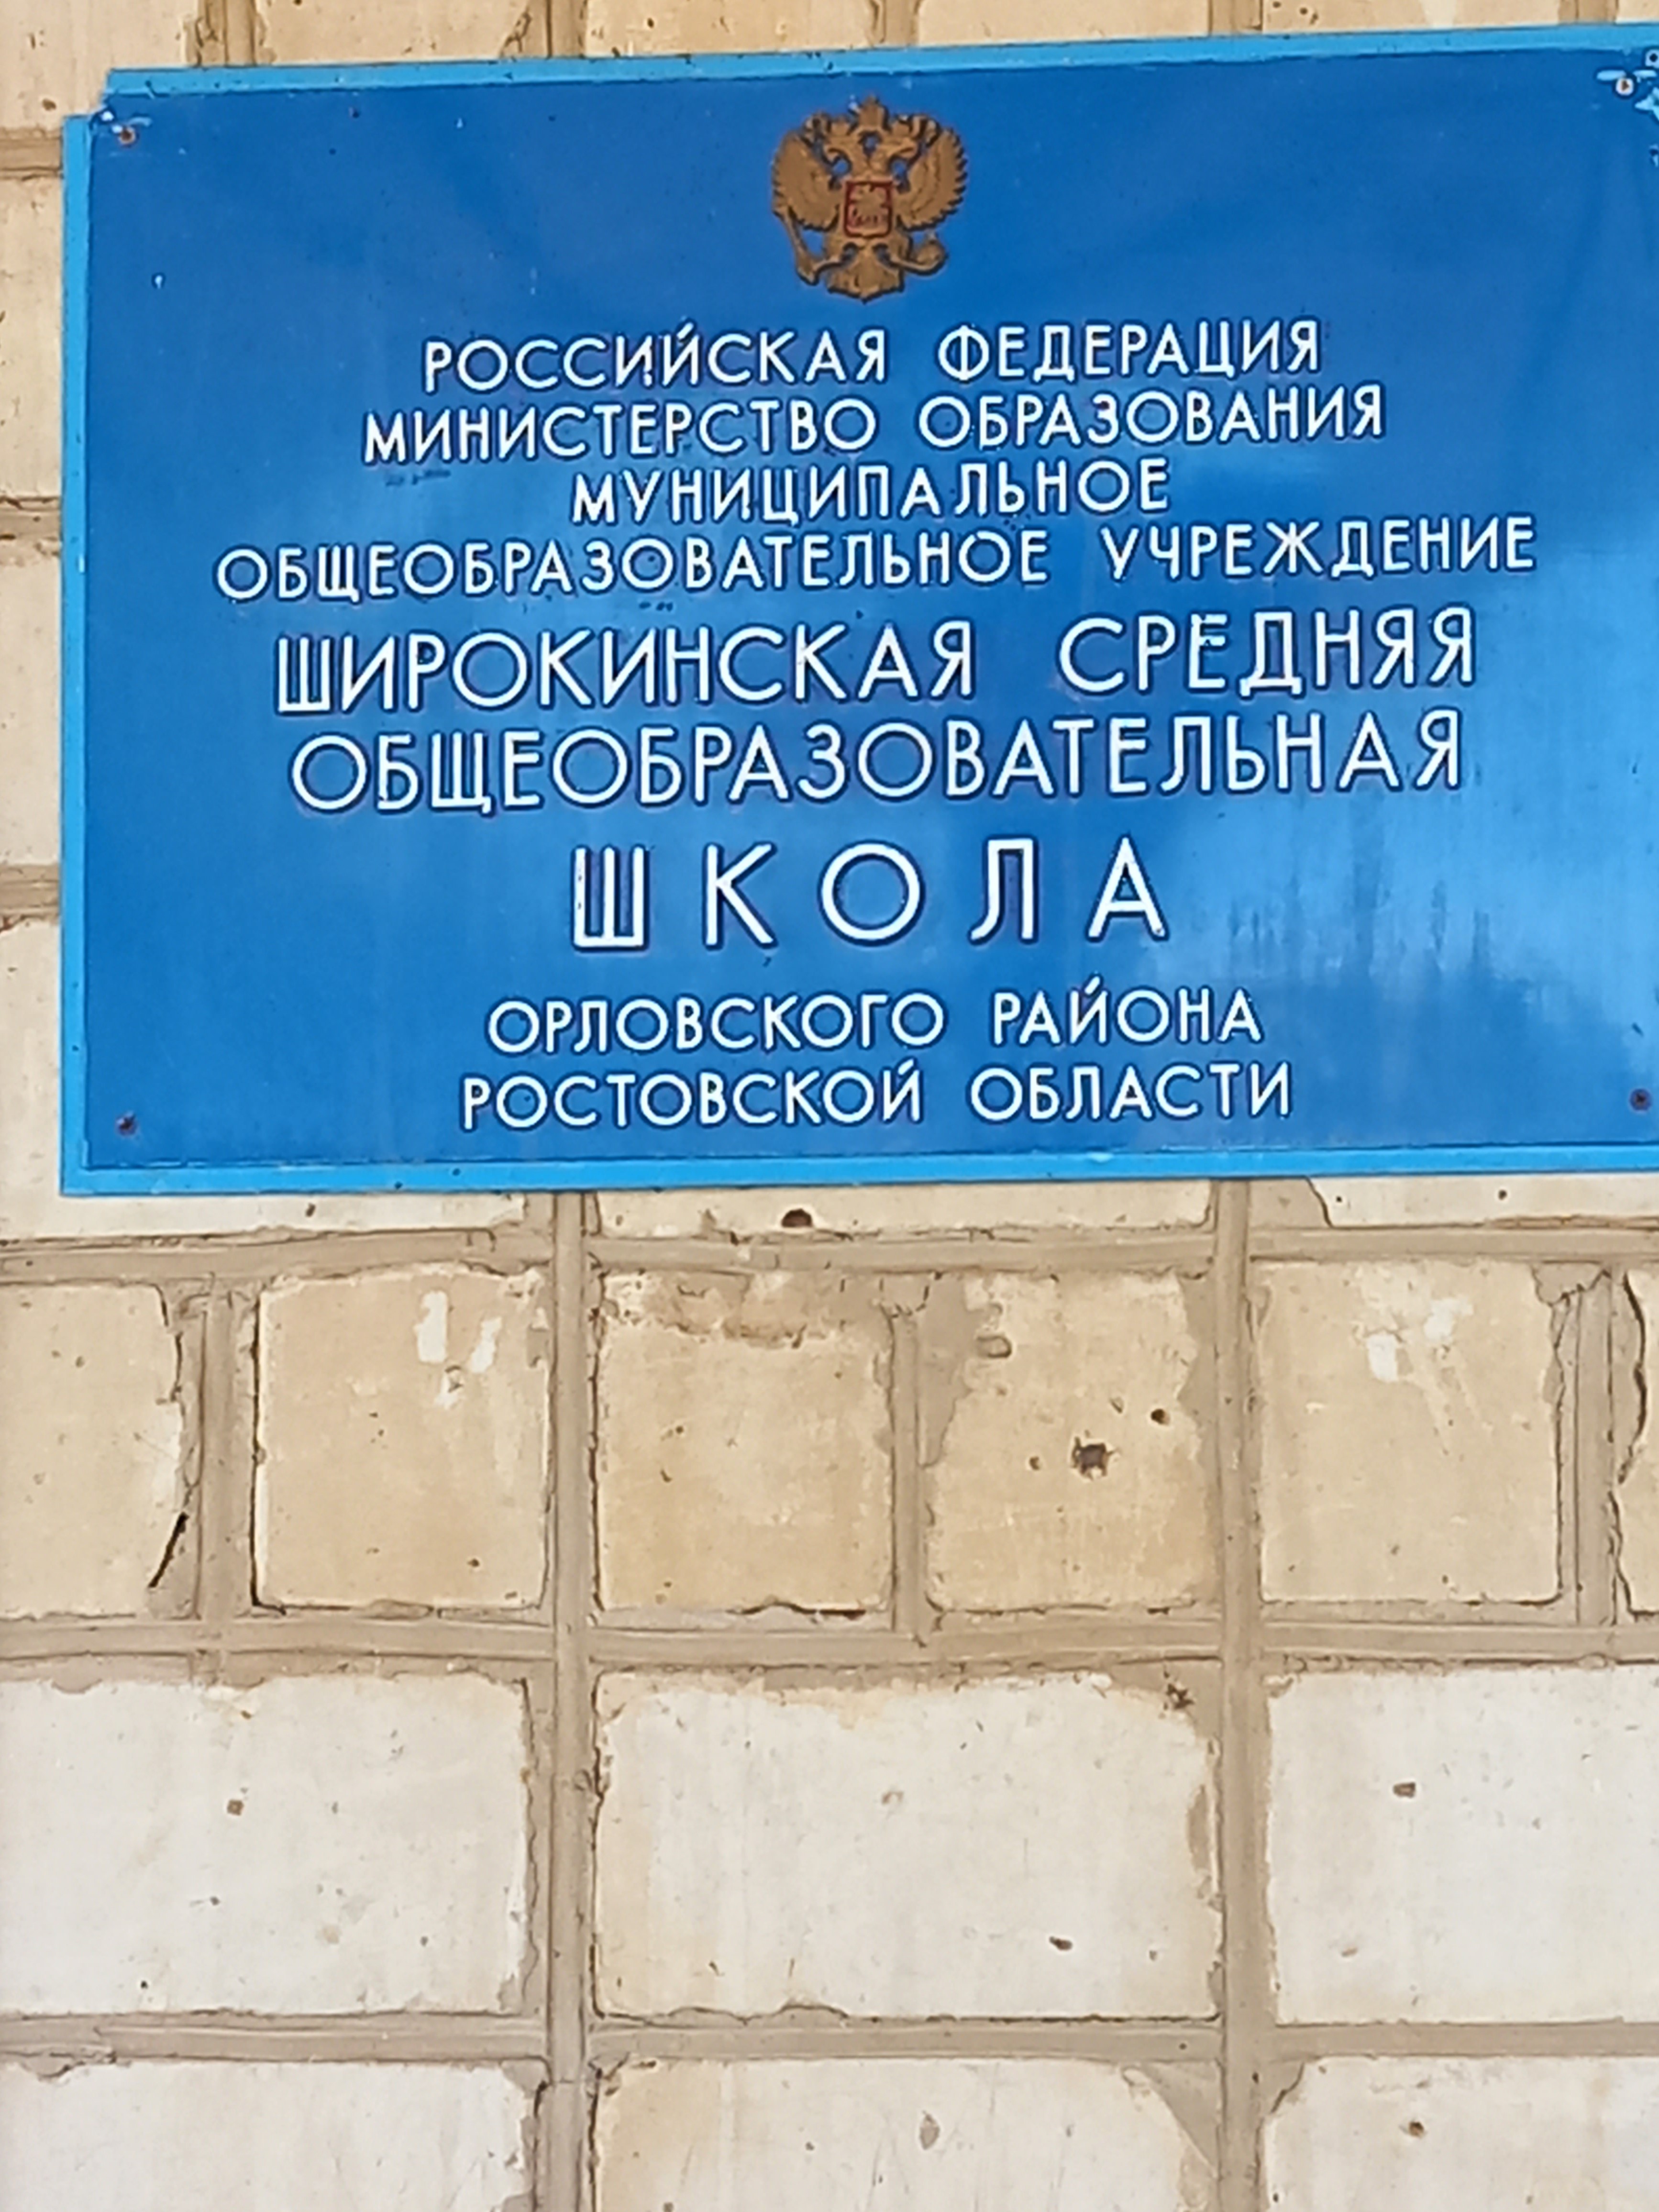 РОССИЙСКАЯ ФЕДЕРАЦИЯ
МИНИСТЕРСТВО ОБРАЗОВАНИЯ
МУНИЦИПАЛЬНОЕ
ОБЩЕОБРАЗОВАТЕЛЬНОЕ УЧРЕЖДЕНИЕ
ШИРОКИНСКАЯ СРЕДНЯЯ
ОБЩЕОБРАЗОВАТЕЛЬНАЯ
ШКОЛА
ОРЛОВСКОГО РАЙОНА
РОСТОВСКОЙ ОБЛАСТИ